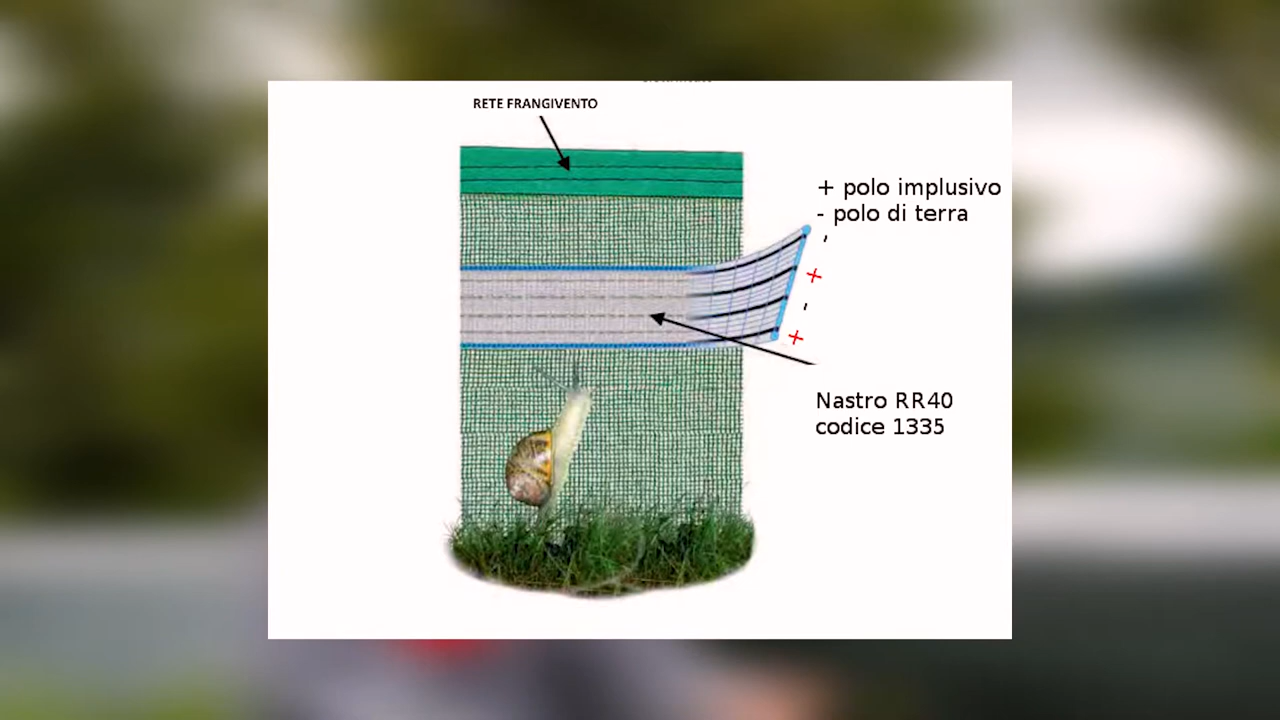 RETE FRANGIVENTO
+ polo implusivo
- polo di terra
-
+
-
+
Nastro RR40
codice 1335